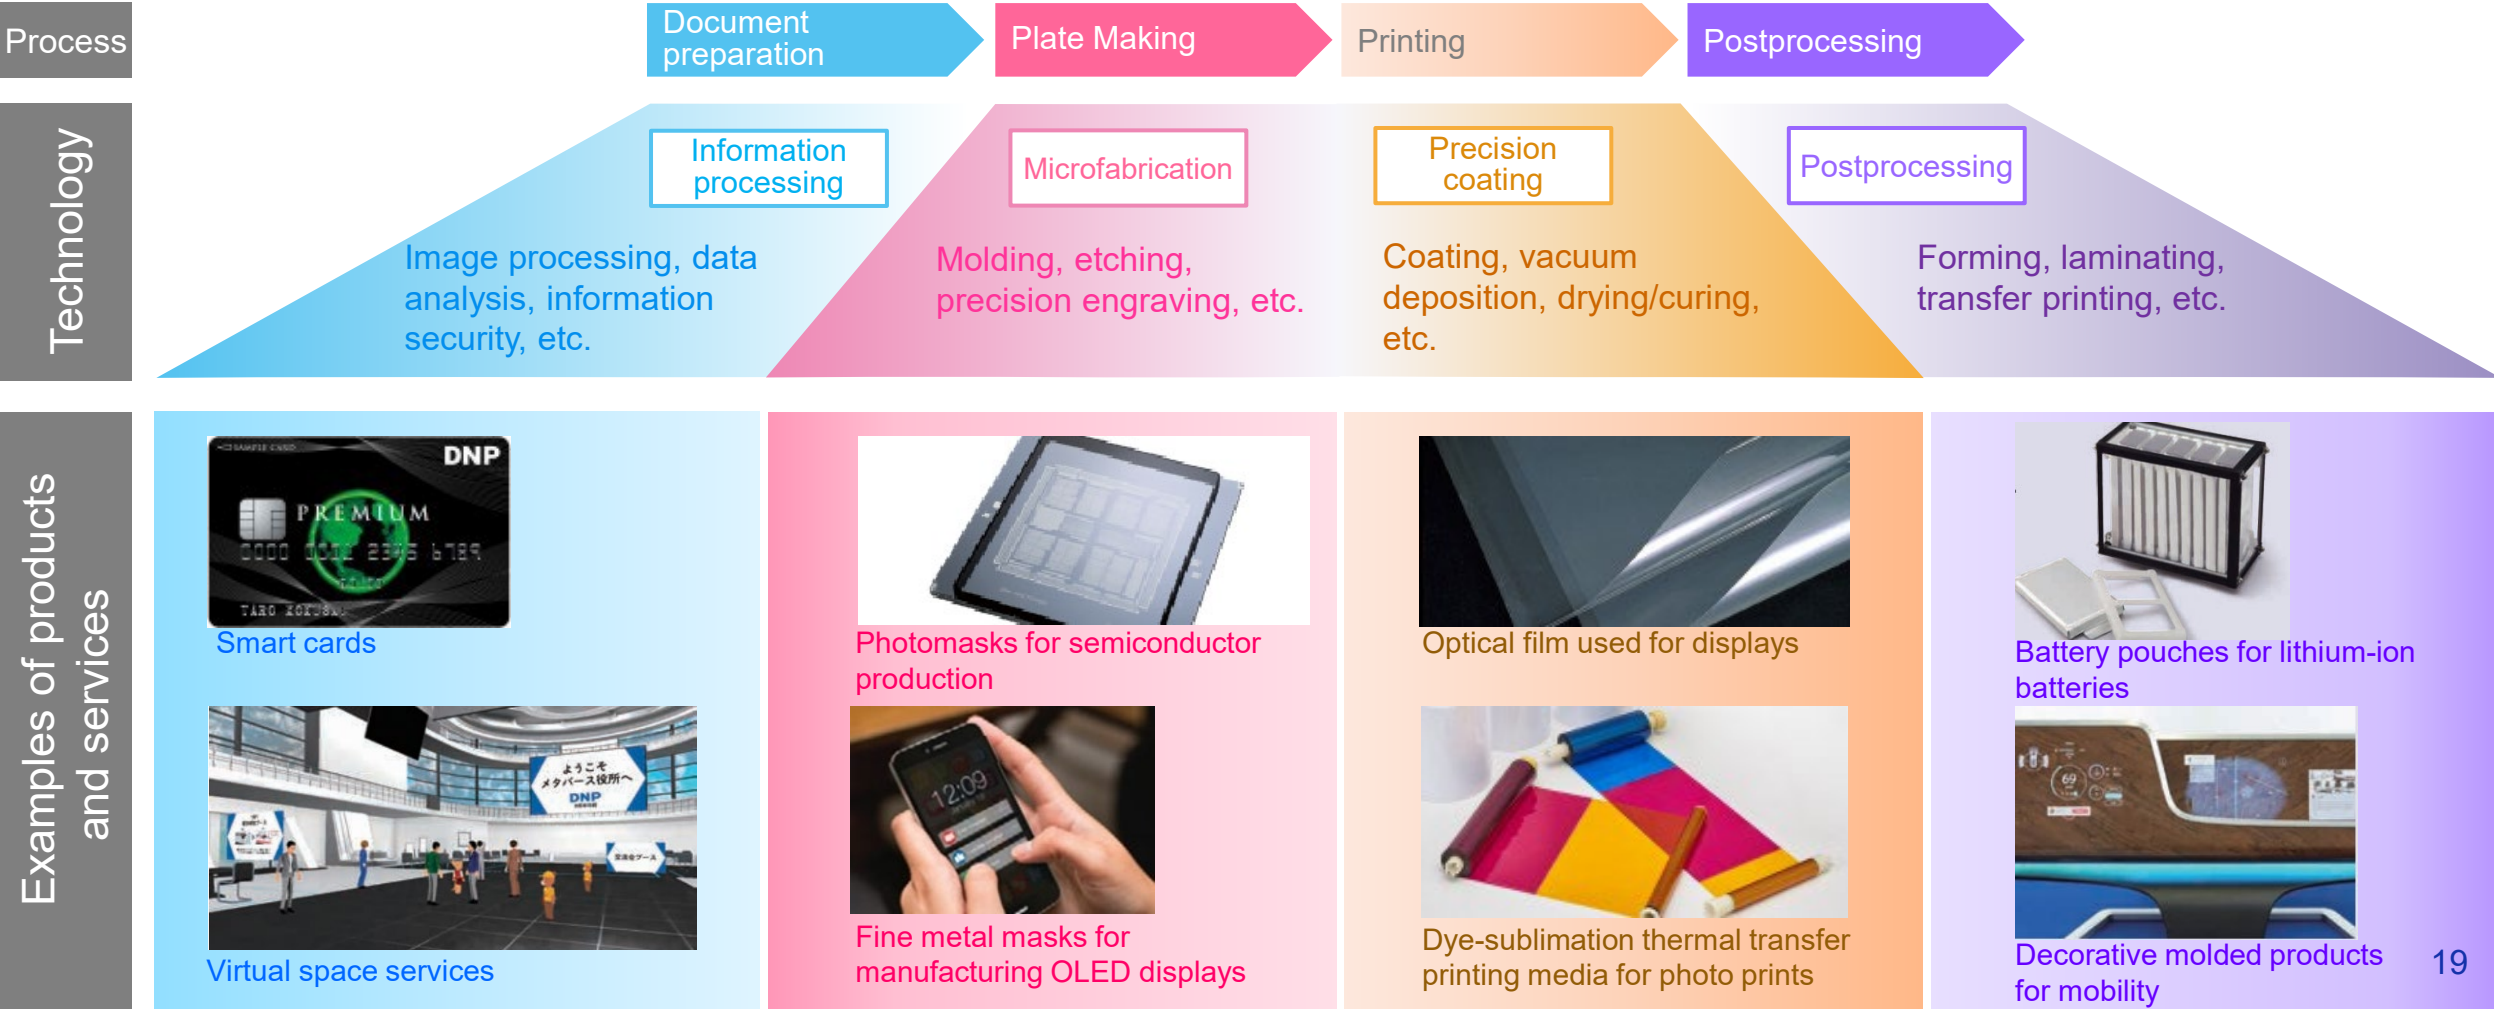 Process
Document
preparation
Plate Making
Printing
Postprocessing
Technology
Information
processing
Microfabrication
Precision
coating
Postprocessing
Image processing, data
analysis, information
security, etc.
Molding, etching,
precision engraving, etc.
Coating, vacuum
deposition, drying/curing,
etc.
Forming, laminating,
transfer printing, etc.
Examples of products
and services
DNP
PREMIUM
Smart cards
ようこそ
メタバース役所へ
DNP
Virtual space services
Photomasks for semiconductor
production
12:09
Fine metal masks for
manufacturing OLED displays
Optical film used for displays
Dye-sublimation thermal transfer
printing media for photo prints
Battery pouches for lithium-ion
batteries
69
Decorative molded products
for mobility
19